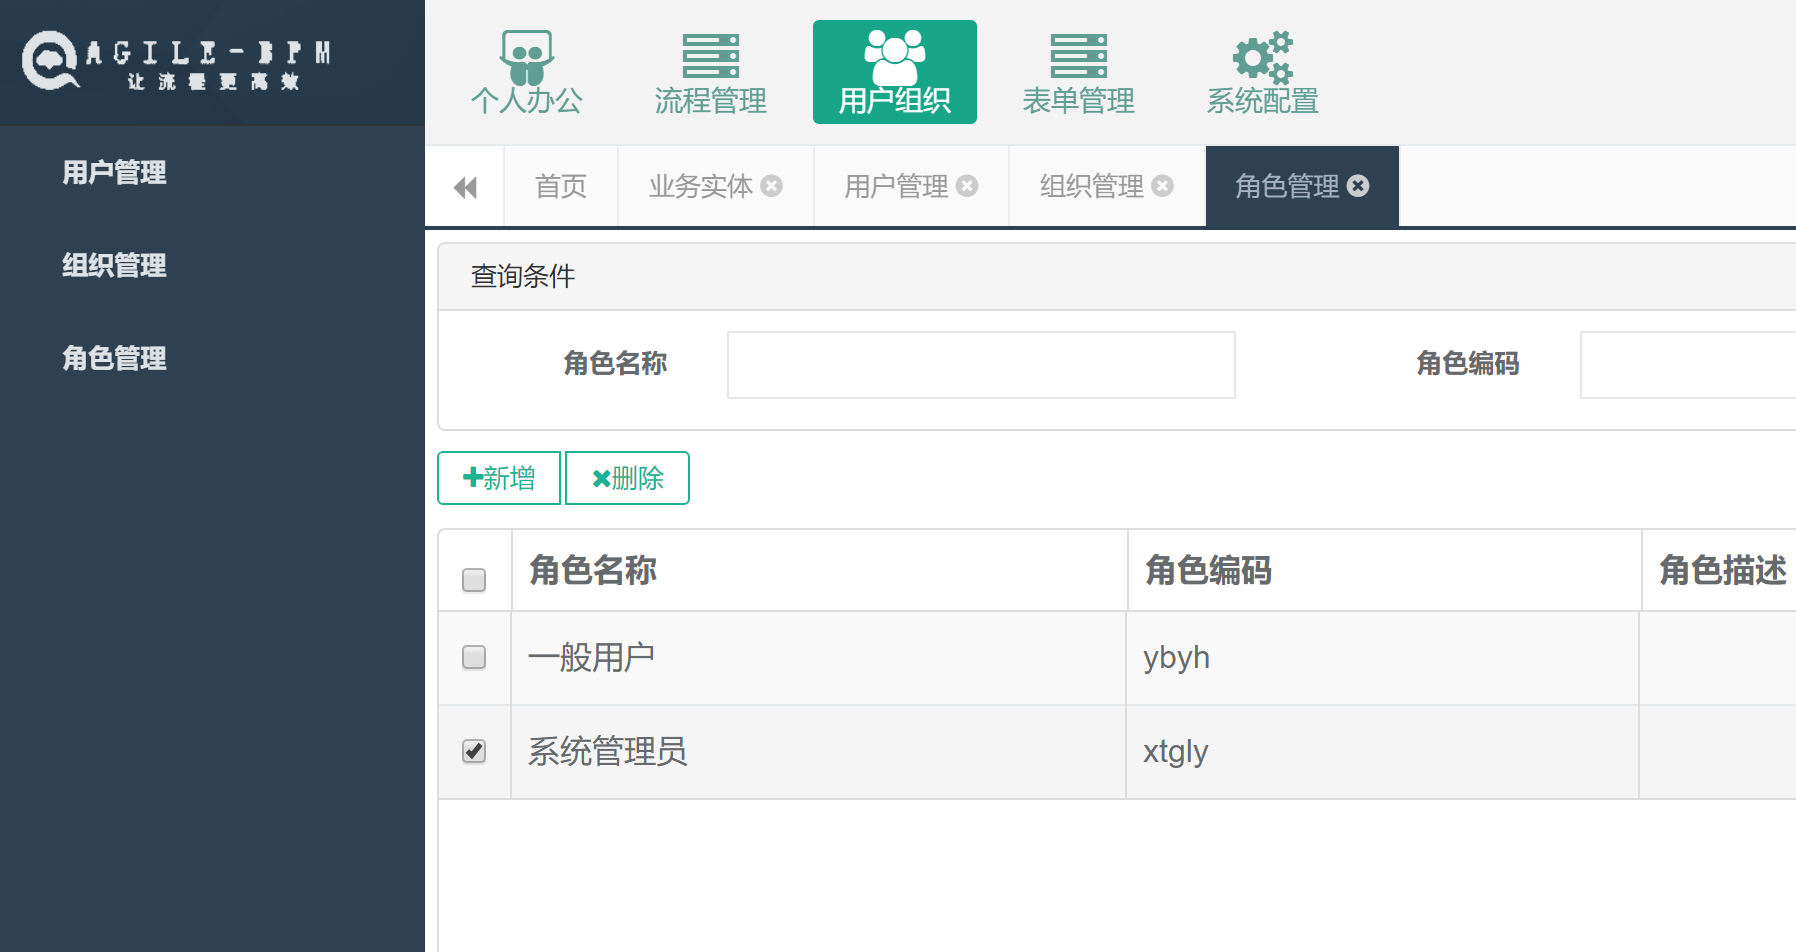 AGILE-BPM
让流程更高效
个人办公
流程管理
用户组织
表单管理
系统配置
用户管理
组织管理
角色管理
首页
业务实体
用户管理
组织管理
角色管理
查询条件
角色名称
角色编码
新增
删除
角色名称 角色编码 角色描述
一般用户 ybyh
系统管理员 xtgly